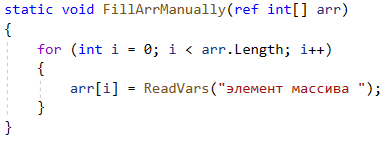 static void FillArrManually(ref int[] arr)
{
    for (int i = 0; i < arr.Length; i++)
    {
        arr[i] = ReadVars("элемент массива ");
    }
}